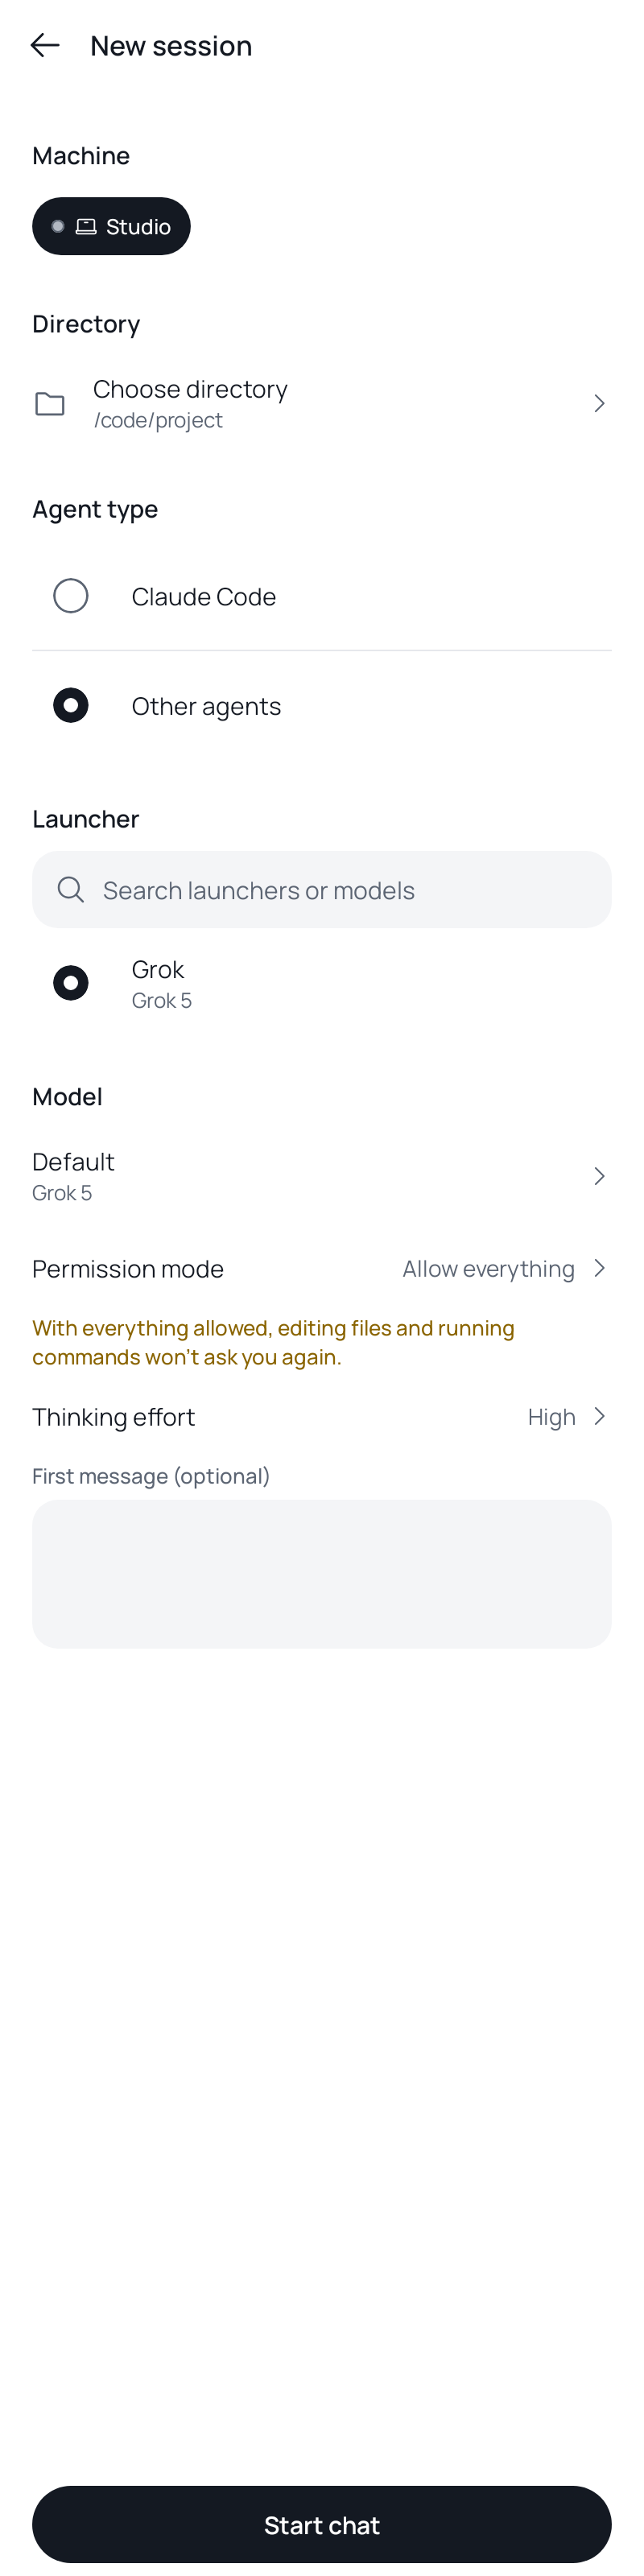 New session
Machine
Studio
Directory
Choose directory
/code/project
Agent type
Claude Code
Other agents
Launcher
Search launchers or models
Grok
Grok 5
Model
Default
Grok 5
Permission mode
Allow everything
With everything allowed, editing files and running
commands won't ask you again.
Thinking effort
High
First message (optional)
Start chat